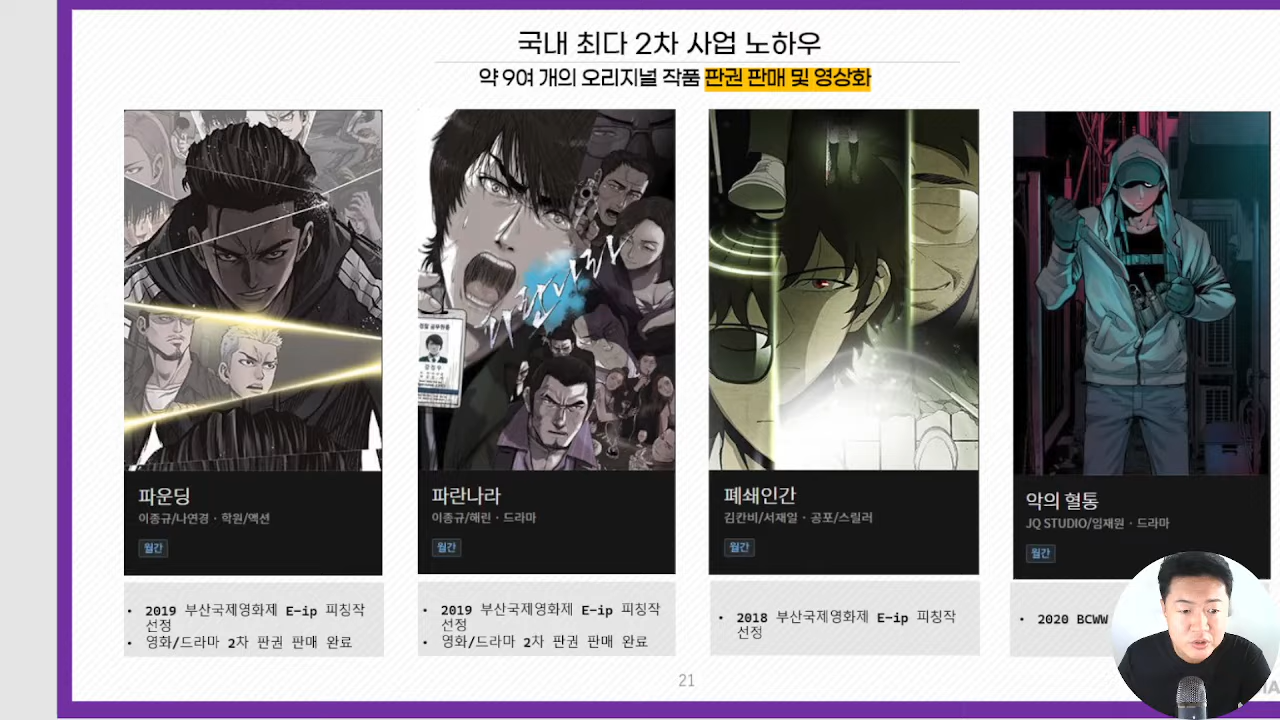 국내 최다 2차 사업 노하우
약 9여 개의 오리지널 작품 판권 판매 및 영상화
파란나라
파운딩
이종규/나연경 · 학원/액션
월간
• 2019 부산국제영화제 E-ip 피칭작
선정
• 영화/드라마 2차 판권 판매 완료
파란나라
이종규/해린 · 드라마
월간
• 2019 부산국제영화제 E-ip 피칭작
선정
• 영화/드라마 2차 판권 판매 완료
폐쇄인간
김칸비/서재일 · 공포/스릴러
월간
• 2018 부산국제영화제 E-ip 피칭작
선정
악의 혈통
JQ STUDIO/임재원 · 드라마
월간
• 2020 BCWW
21